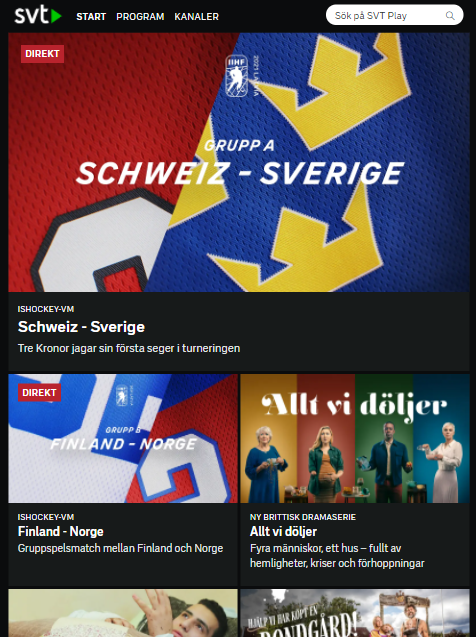 svt START PROGRAM KANALER Sök på SVT Play
DIREKT
IIHF
2021 LATVIA
GRUPP A
SCHWEIZ - SVERIGE
ISHOCKEY-VM
Schweiz - Sverige
Tre Kronor jagar sin första seger i turneringen
DIREKT
GRUPP B
FINLAND - NORGE
ISHOCKEY-VM
Finland - Norge
Gruppspelsmatch mellan Finland och Norge
Allt vi döljer
NY BRITTISK DRAMASERIE
Allt vi döljer
Fyra människor, ett hus – fullt av
hemligheter, kriser och förhoppningar
HJÄLP VI HAR KÖPT EN
BONDGÅRD!